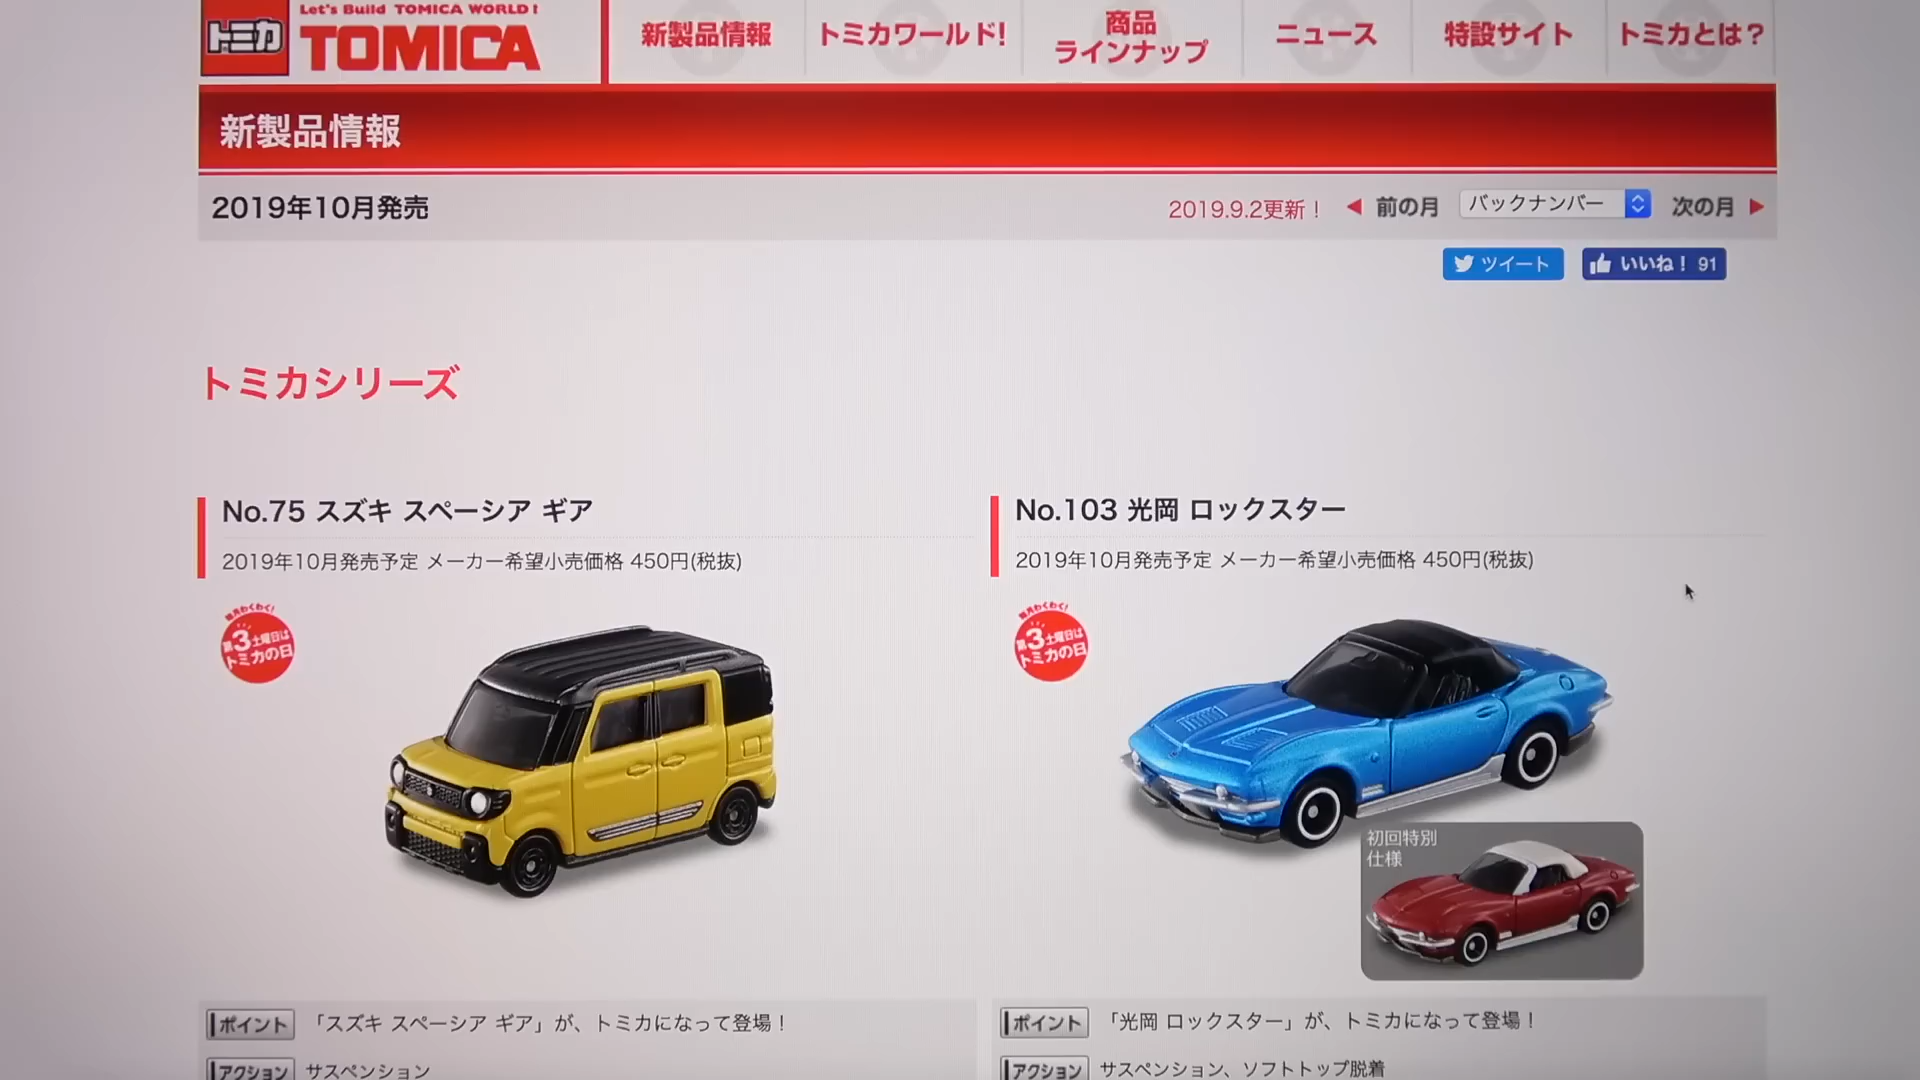 Let's Build TOMICA WORLD!
トミカ TOMICA
新製品情報
トミカワールド!
商品
ラインナップ
ニュース
特設サイト
トミカとは?
新製品情報
2019年10月発売
2019.9.2更新！
前の月
バックナンバー
次の月
ツイート
いいね！ 91
トミカシリーズ
No.75 スズキ スペーシア ギア
2019年10月発売予定 メーカー希望小売価格 450円(税抜)
毎月わくわく!
第3土曜日は
トミカの日
No.103 光岡 ロックスター
2019年10月発売予定 メーカー希望小売価格 450円(税抜)
毎月わくわく!
第3土曜日は
トミカの日
初回特別
仕様
ポイント 「スズキ スペーシア ギア」が、トミカになって登場！
アクション サスペンション
ポイント 「光岡 ロックスター」が、トミカになって登場！
アクション サスペンション、ソフトトップ脱着